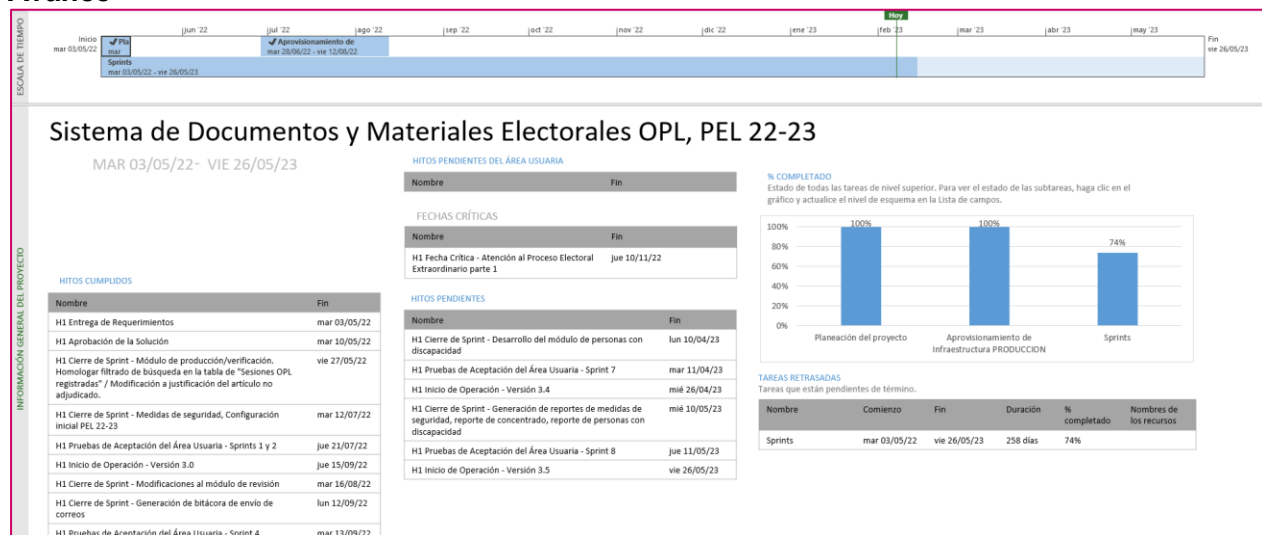 Hoy
jun '22 jul '22 ago '22 sep '22 oct '22 nov '22 dic '22 ene '23 feb '23 mar '23 abr '23 may '23
ESCALA DE TIEMPO
Inicio
mar 03/05/22
Pla
mar
Aprovisionamiento de
mar 28/06/22 - vie 12/08/22
Sprints
mar 03/05/22 - vie 26/05/23
Fin
vie 26/05/23
INFORMACIÓN GENERAL DEL PROYECTO
Sistema de Documentos y Materiales Electorales OPL, PEL 22-23
MAR 03/05/22- VIE 26/05/23
HITOS CUMPLIDOS
Nombre Fin
H1 Entrega de Requerimientos mar 03/05/22
H1 Aprobación de la Solución mar 10/05/22
H1 Cierre de Sprint - Módulo de producción/verificación. vie 27/05/22
Homologar filtrado de búsqueda en la tabla de "Sesiones OPL
registradas" / Modificación a justificación del artículo no
adjudicado.
H1 Cierre de Sprint - Medidas de seguridad, Configuración mar 12/07/22
inicial PEL 22-23
H1 Pruebas de Aceptación del Área Usuaria - Sprints 1 y 2 jue 21/07/22
H1 Inicio de Operación - Versión 3.0 jue 15/09/22
H1 Cierre de Sprint - Modificaciones al módulo de revisión mar 16/08/22
H1 Cierre de Sprint - Generación de bitácora de envío de lun 12/09/22
correos
H1 Pruebas de Aceptación del Área Usuaria - Sprint 4 mar 13/09/22
HITOS PENDIENTES DEL ÁREA USUARIA
Nombre Fin
FECHAS CRÍTICAS
Nombre Fin
H1 Fecha Crítica - Atención al Proceso Electoral jue 10/11/22
Extraordinario parte 1
HITOS PENDIENTES
Nombre Fin
H1 Cierre de Sprint - Desarrollo del módulo de personas con lun 10/04/23
discapacidad
H1 Pruebas de Aceptación del Área Usuaria - Sprint 7 mar 11/04/23
H1 Inicio de Operación - Versión 3.4 mié 26/04/23
H1 Cierre de Sprint - Generación de reportes de medidas de mié 10/05/23
seguridad, reporte de concentrado, reporte de personas con
discapacidad
H1 Pruebas de Aceptación del Área Usuaria - Sprint 8 jue 11/05/23
H1 Inicio de Operación - Versión 3.5 vie 26/05/23
% COMPLETADO
Estado de todas las tareas de nivel superior. Para ver el estado de las subtareas, haga clic en el
gráfico y actualice el nivel de esquema en la Lista de campos.
100% 100% 100%
80% 74%
60%
40%
20%
0%
Planeación del proyecto Aprovisionamiento de Sprints
Infraestructura PRODUCCION
TAREAS RETRASADAS
Tareas que están pendientes de término.
Nombre Comienzo Fin Duración % Nombres de
completado los recursos
Sprints mar 03/05/22 vie 26/05/23 258 días 74%